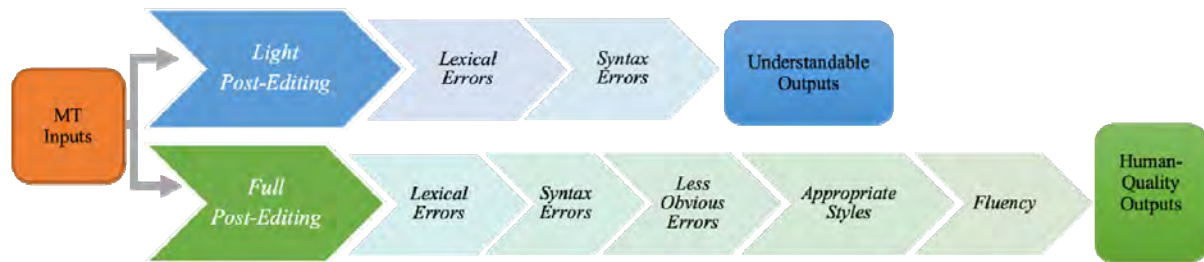 MT
Inputs
Light
Post-Editing
Lexical
Errors
Syntax
Errors
Understandable
Outputs
Full
Post-Editing
Lexical
Errors
Syntax
Errors
Less
Obvious
Errors
Appropriate
Styles
Fluency
Human-
Quality
Outputs